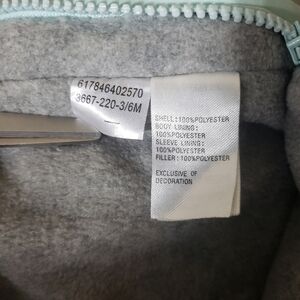 617846402570
3667-220-3/6M
SHELL:100%POLYESTER
BODY LINING:
100%POLYESTER
SLEEVE LINING:
100%POLYESTER
FILLER:100%POLYESTER
EXCLUSIVE OF
DECORATION